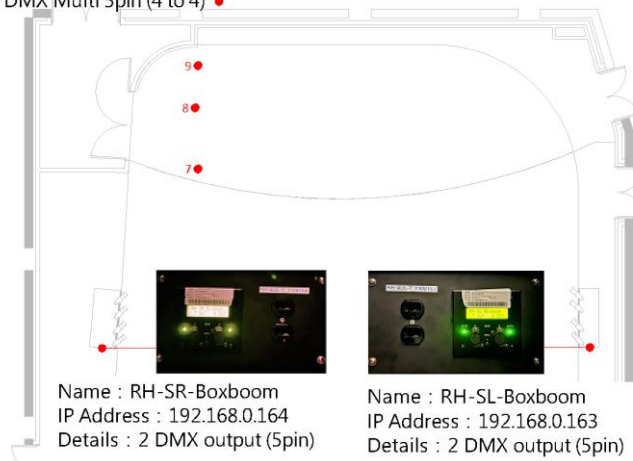 DMX Multi 5pin (4 to 4)
9
8
7
Name : RH-SR-Boxboom
IP Address : 192.168.0.164
Details : 2 DMX output (5pin)
Name : RH-SL-Boxboom
IP Address : 192.168.0.163
Details : 2 DMX output (5pin)